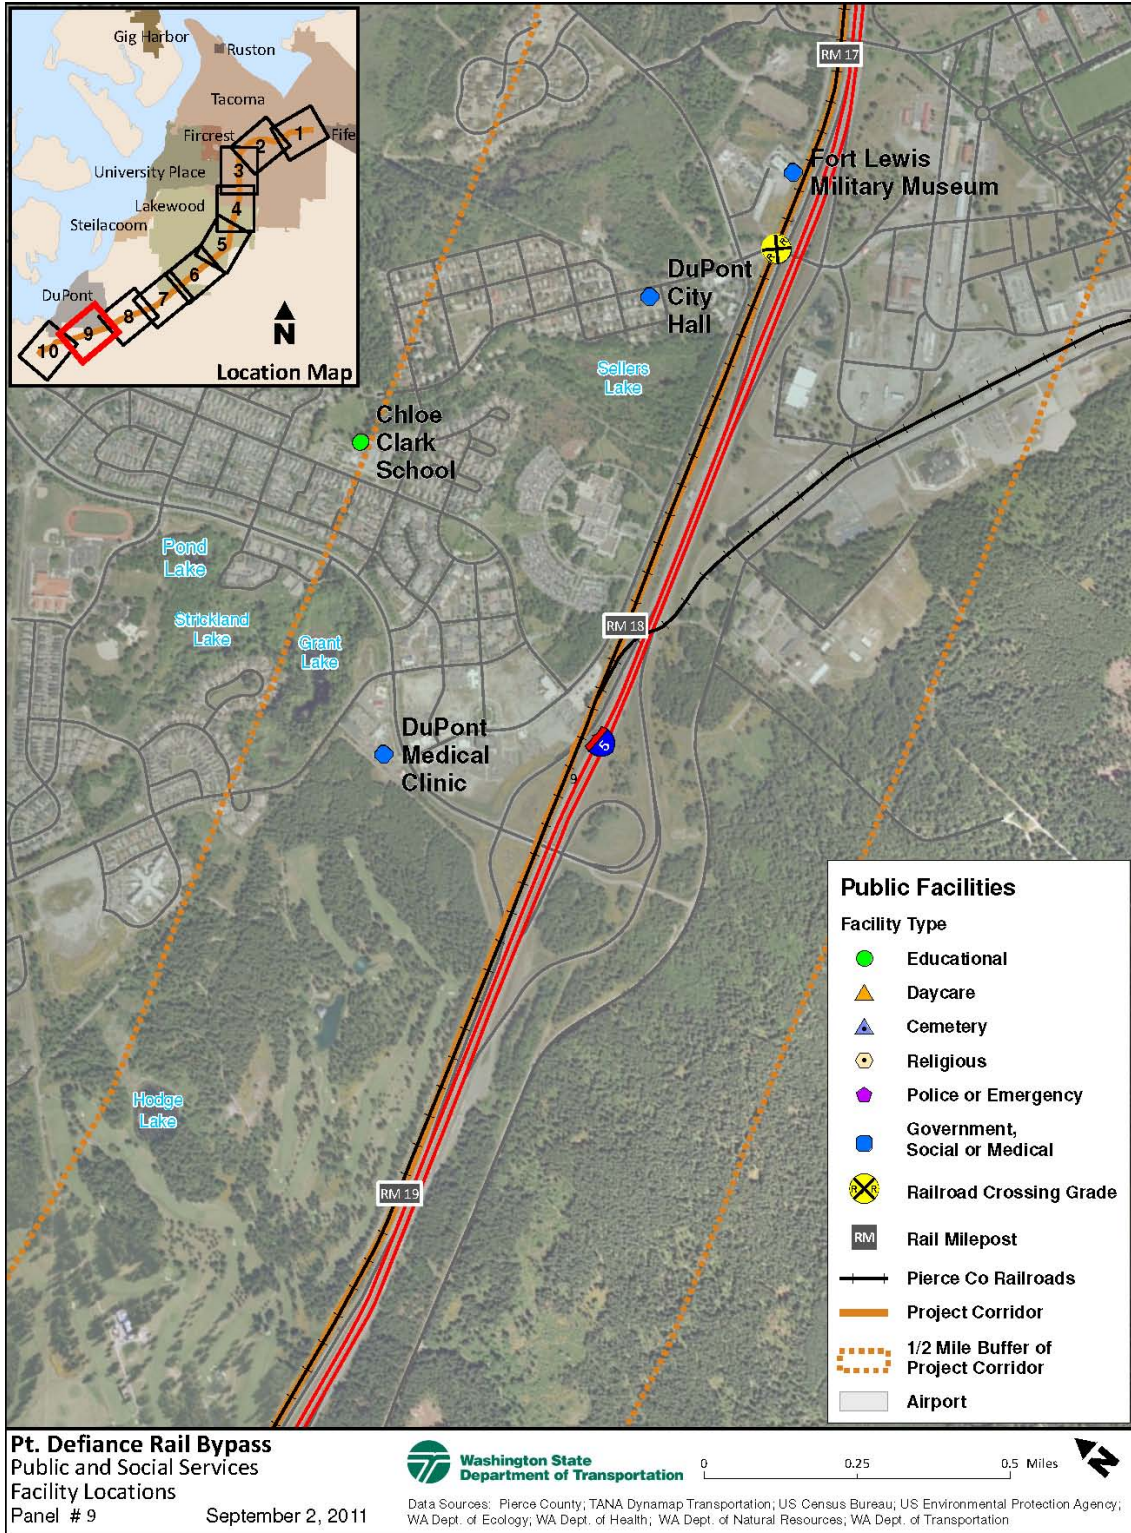 Gig Harbor
Ruston
Tacoma
Fircrest
1
Fife
2
University Place
3
Lakewood
4
Steilacoom
5
6
DuPont
7
8
9
10
N
Location Map
RM 17
Fort Lewis
Military Museum
R R
DuPont
City
Hall
Sellers
Lake
Chloe
Clark
School
Pond
Lake
Strickland
Lake
Grant
Lake
RM 18
DuPont
Medical
Clinic
5
9
Hodge
Lake
RM 19
Public Facilities
Facility Type
Educational
Daycare
Cemetery
Religious
Police or Emergency
Government,
Social or Medical
R R
Railroad Crossing Grade
RM
Rail Milepost
Pierce Co Railroads
Project Corridor
1/2 Mile Buffer of
Project Corridor
Airport
Pt. Defiance Rail Bypass
Public and Social Services
Facility Locations
Panel # 9 September 2, 2011
Washington State
Department of Transportation
0 0.25 0.5 Miles
N
Data Sources: Pierce County; TANA Dynamap Transportation; US Census Bureau; US Environmental Protection Agency;
WA Dept. of Ecology; WA Dept. of Health; WA Dept. of Natural Resources; WA Dept. of Transportation